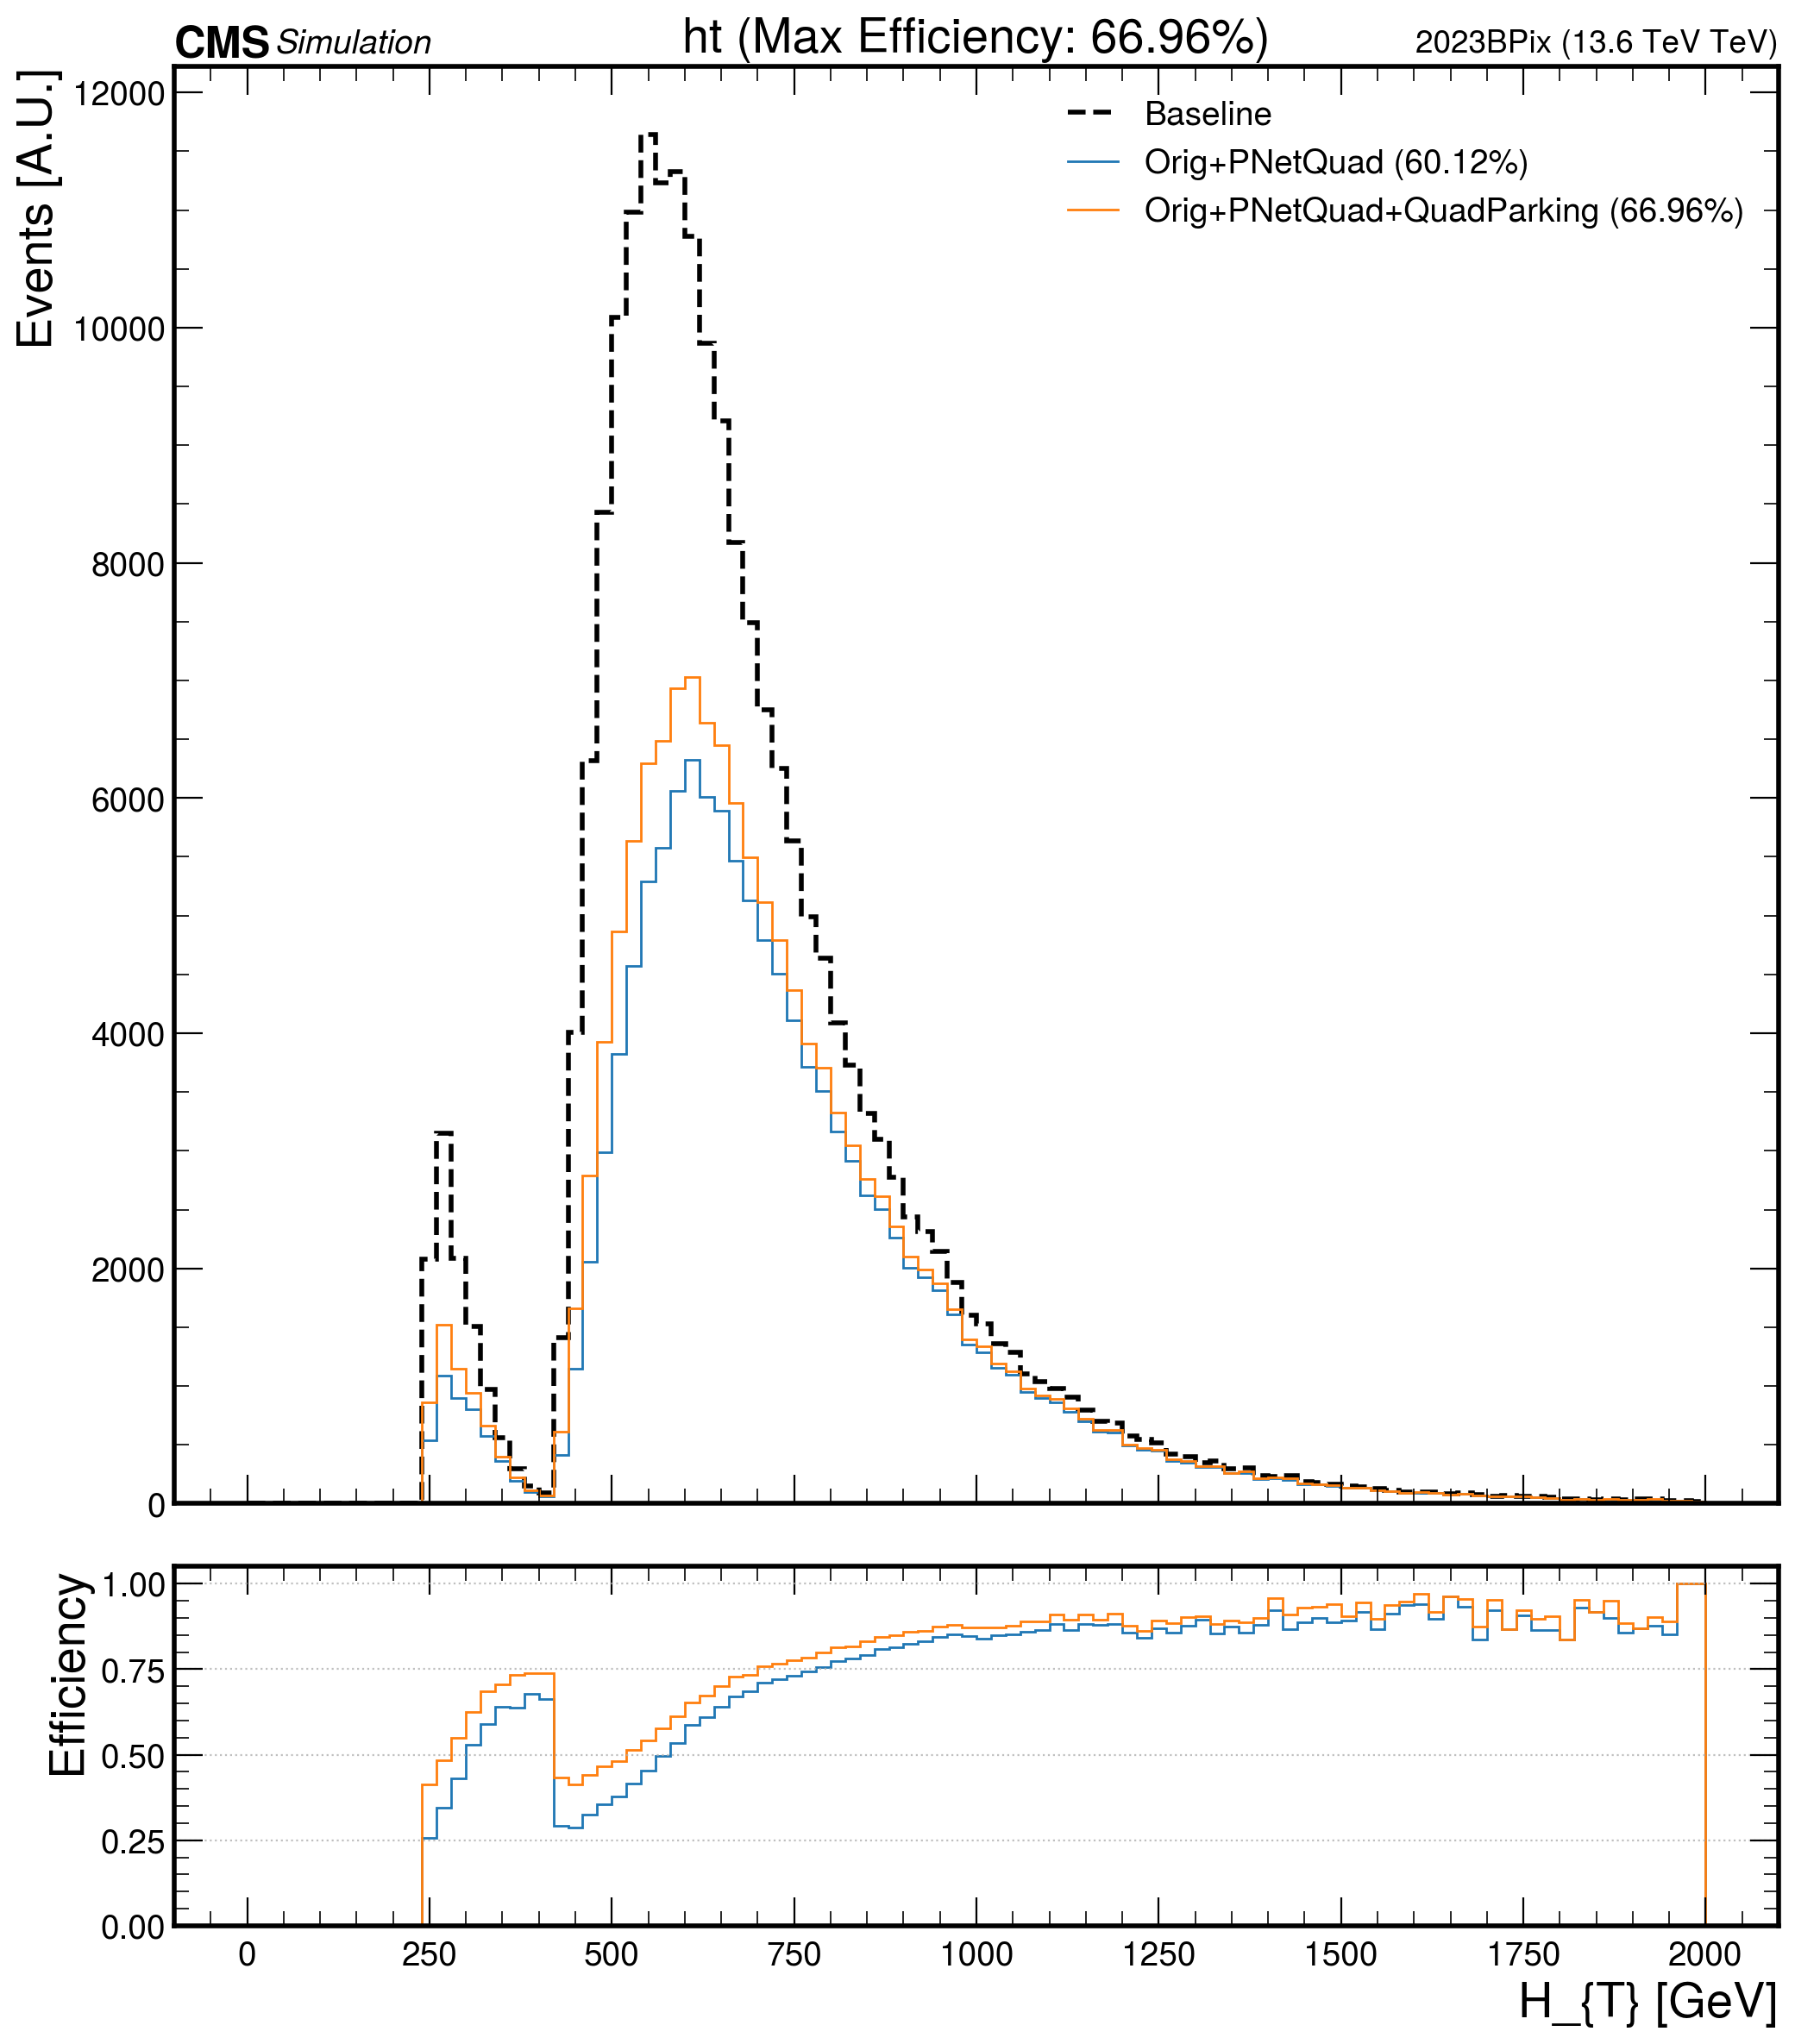 CMS Simulation
ht (Max Efficiency: 66.96%)
2023BPix (13.6 TeV TeV)
Events [A.U.]
12000
10000
8000
6000
4000
2000
0
Baseline
Orig+PNetQuad (60.12%)
Orig+PNetQuad+QuadParking (66.96%)
Efficiency
1.00
0.75
0.50
0.25
0.00
0 250 500 750 1000 1250 1500 1750 2000
H_{T} [GeV]